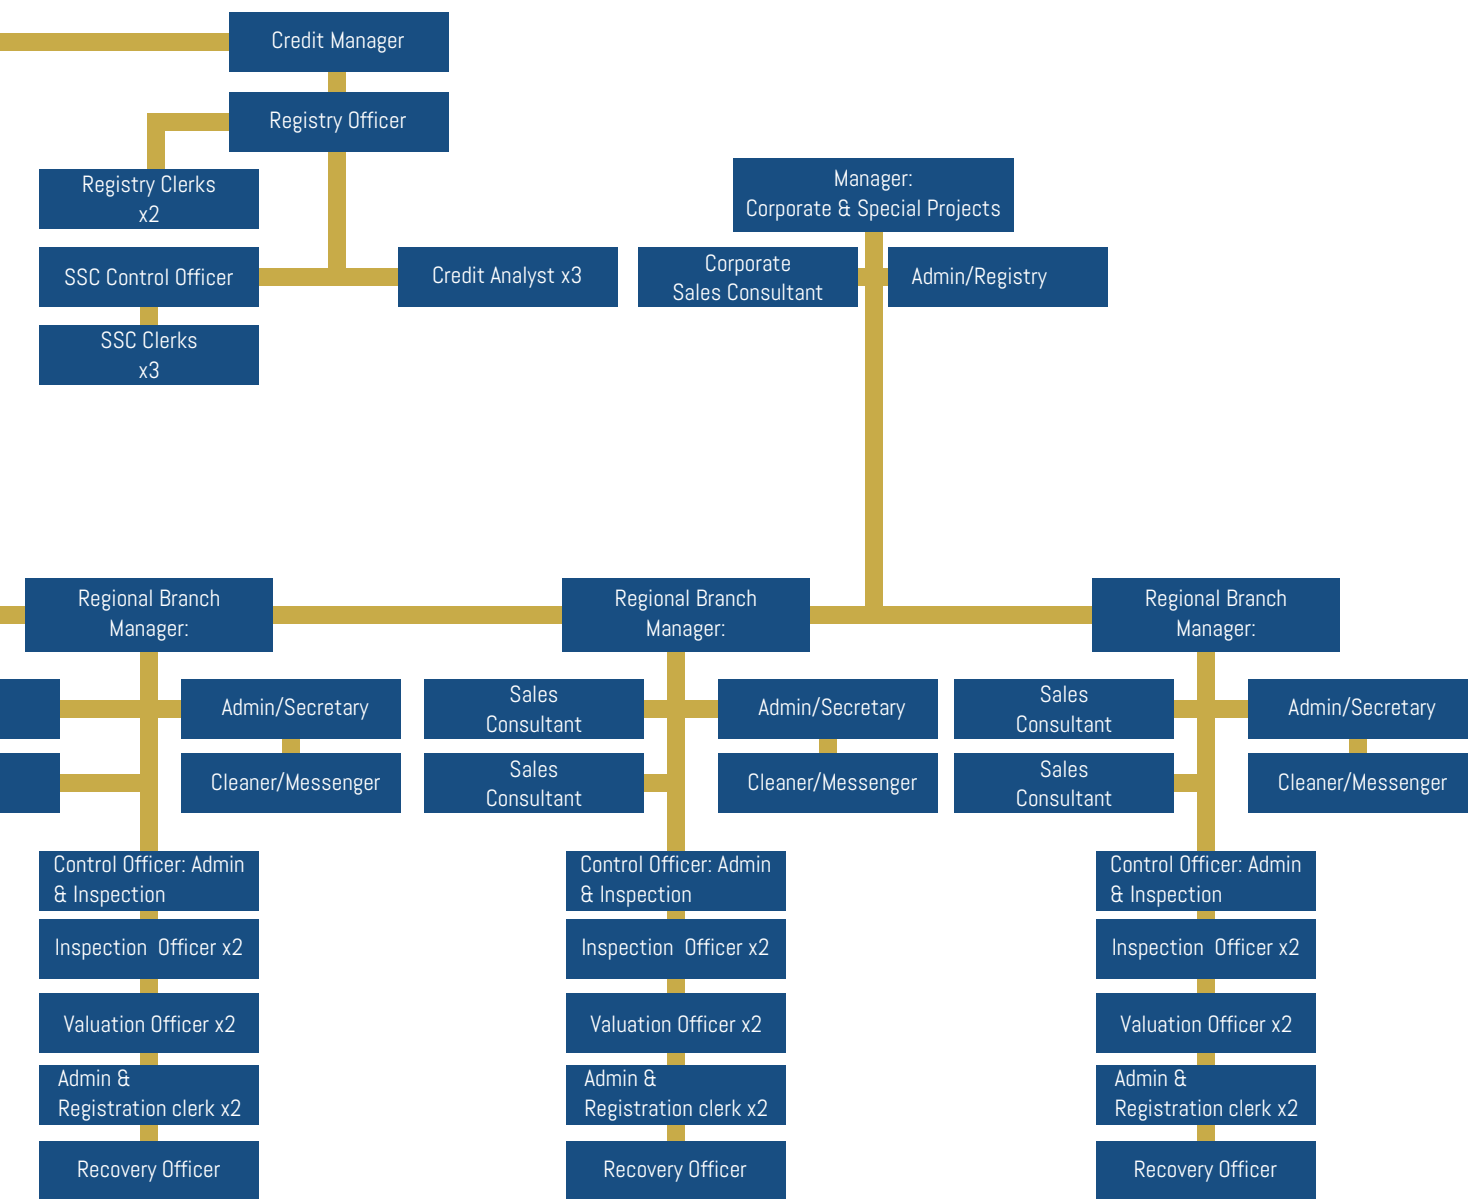 Credit Manager
Registry Officer
Registry Clerks
x2
SSC Control Officer
SSC Clerks
x3
Credit Analyst x3
Manager:
Corporate & Special Projects
Corporate
Sales Consultant
Admin/Registry
Regional Branch
Manager:
Admin/Secretary
Cleaner/Messenger
Control Officer: Admin
& Inspection
Inspection  Officer x2
Valuation Officer x2
Admin &
Registration clerk x2
Recovery Officer
Regional Branch
Manager:
Sales
Consultant
Admin/Secretary
Sales
Consultant
Cleaner/Messenger
Control Officer: Admin
& Inspection
Inspection  Officer x2
Valuation Officer x2
Admin &
Registration clerk x2
Recovery Officer
Regional Branch
Manager:
Sales
Consultant
Admin/Secretary
Sales
Consultant
Cleaner/Messenger
Control Officer: Admin
& Inspection
Inspection  Officer x2
Valuation Officer x2
Admin &
Registration clerk x2
Recovery Officer